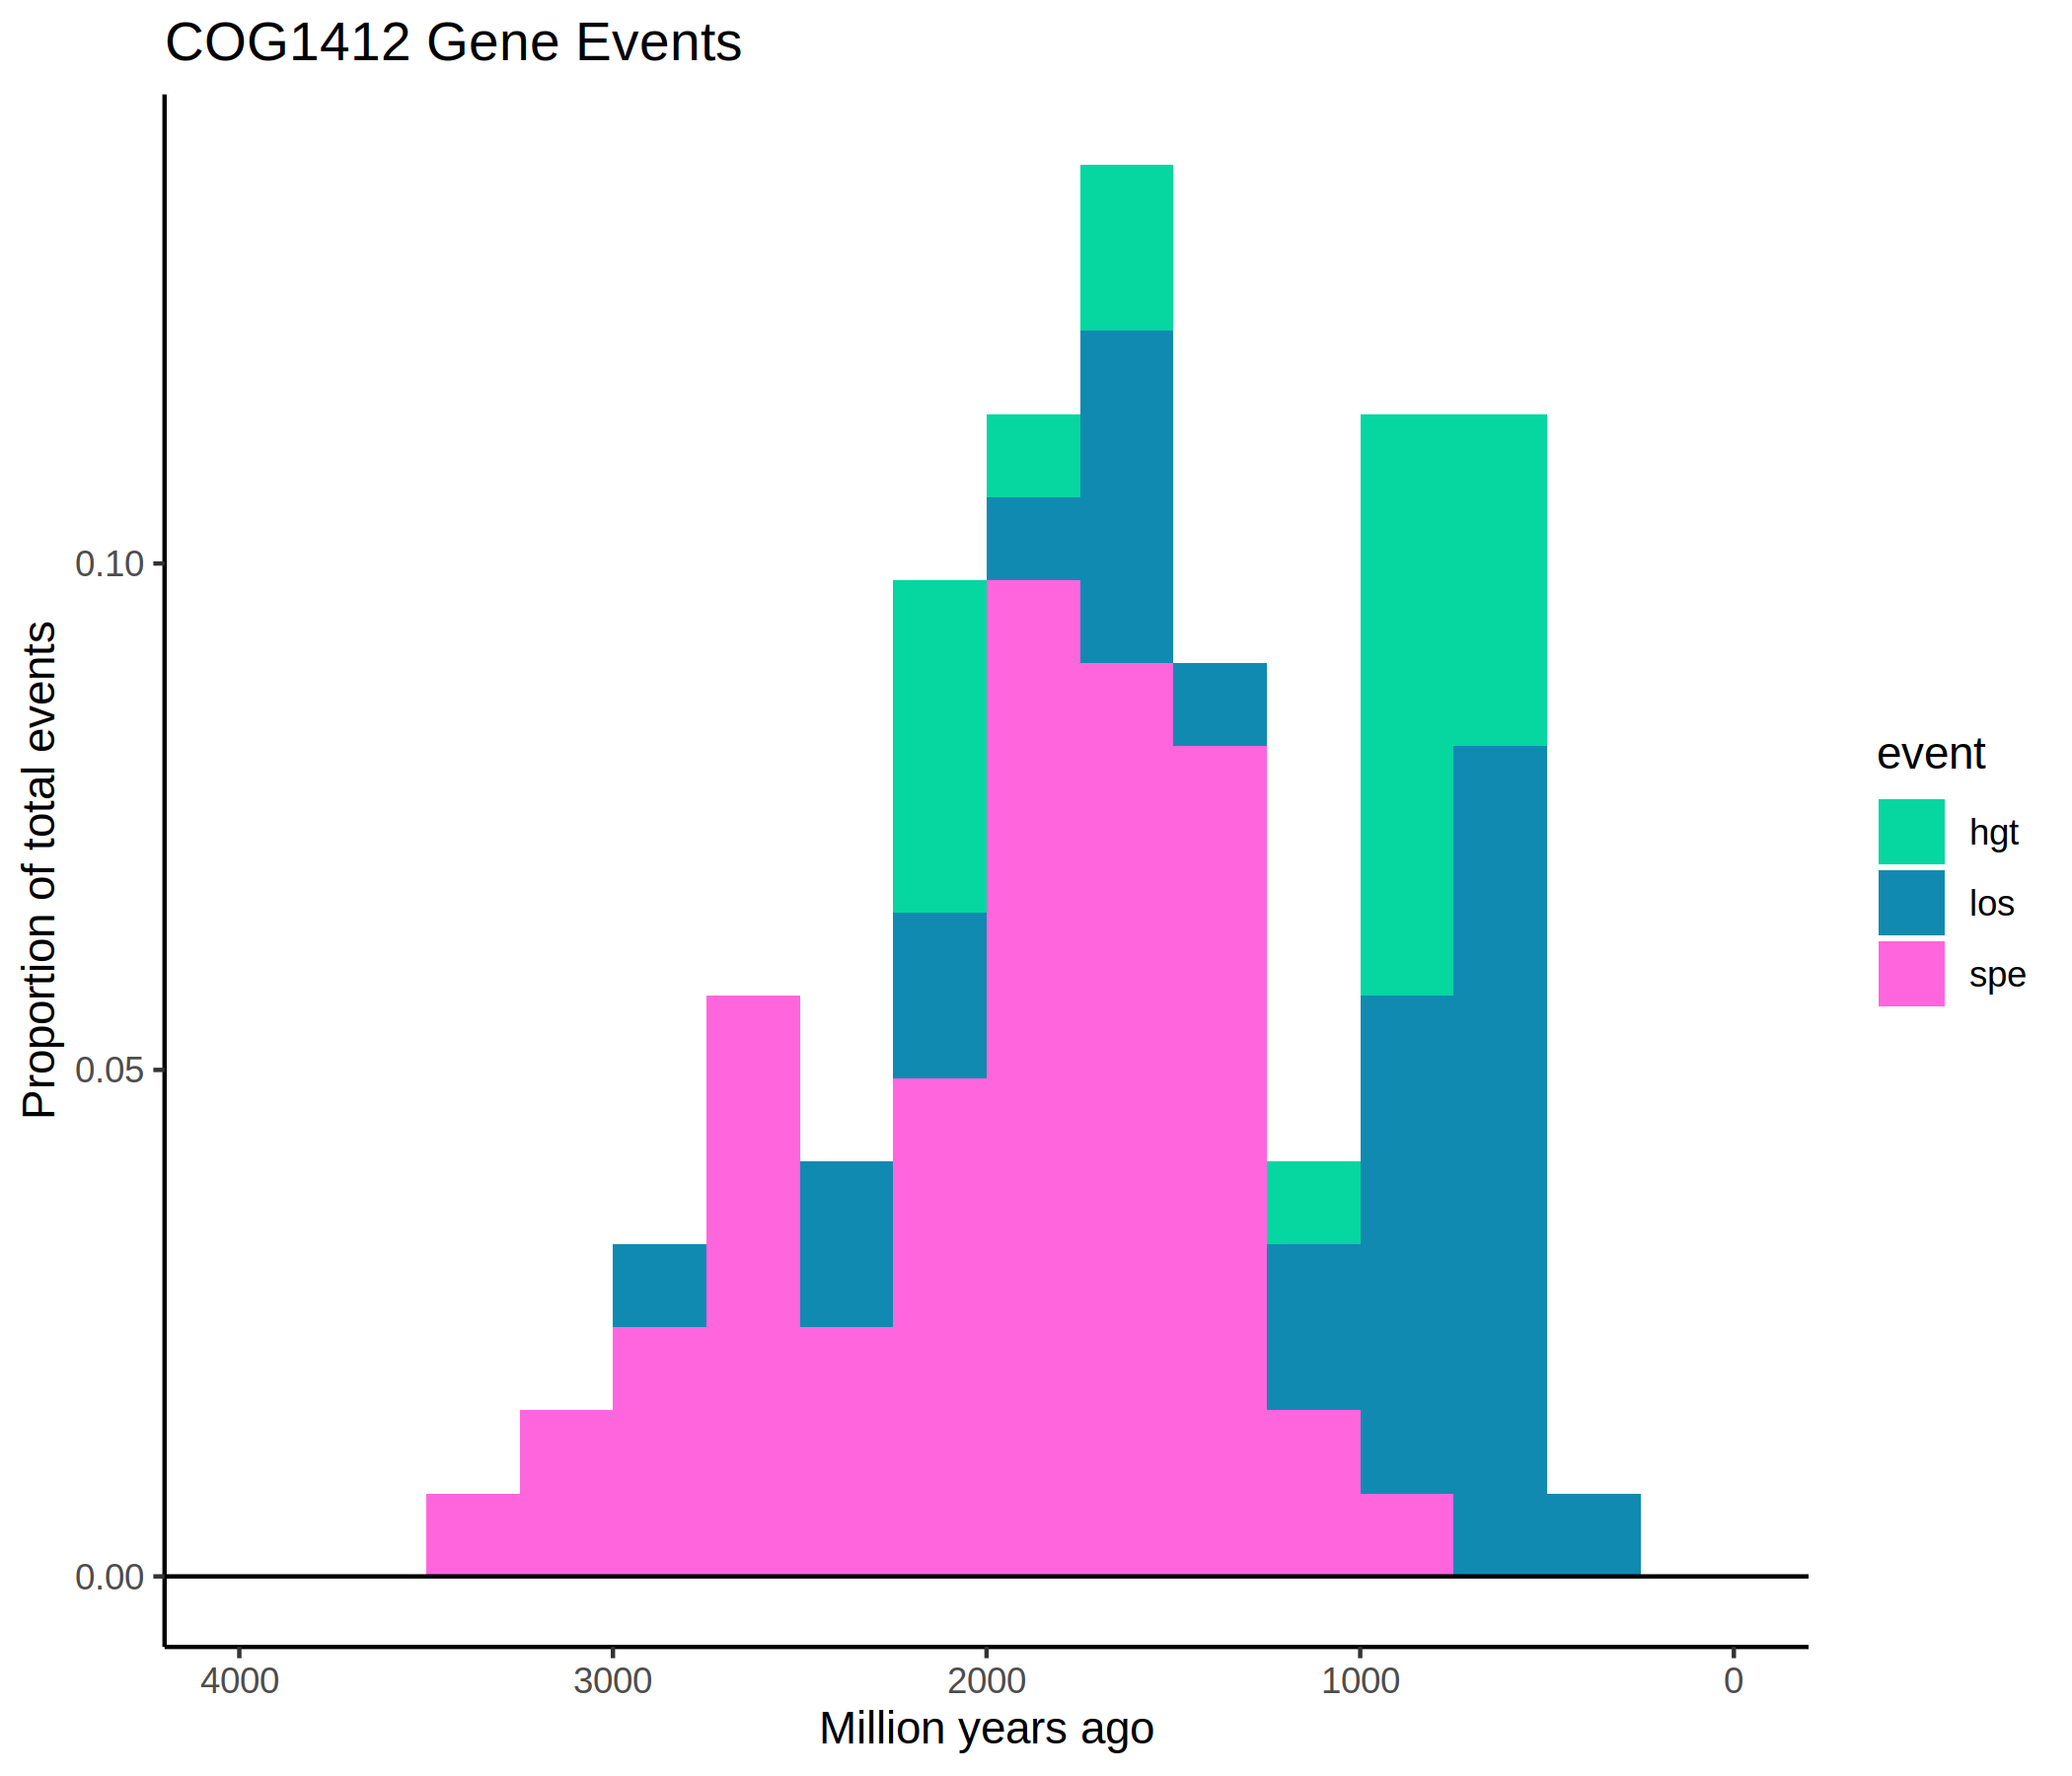 COG1412 Gene Events
Proportion of total events
0.10
0.05
0.00
4000 3000 2000 1000 0
Million years ago
event
hgt
los
spe